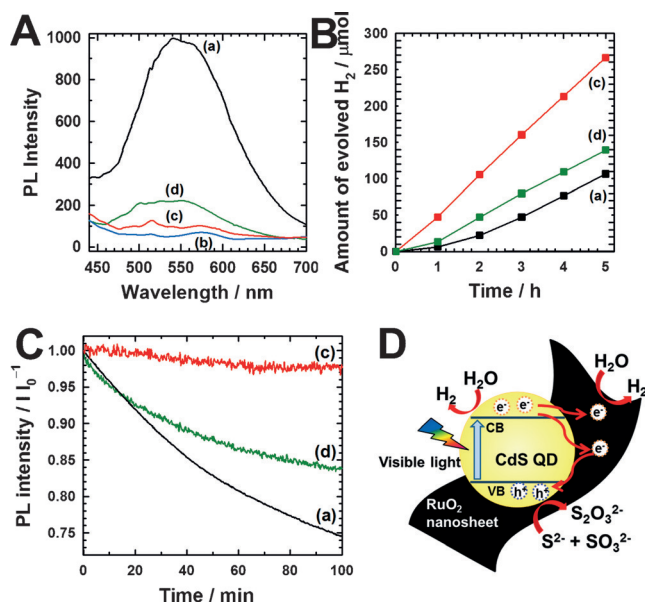 A
1000
800
600
400
200
0
450 500 550 600 650 700
PL Intensity
Wavelength / nm
(a)
(d)
(c)
(b)
B
300
250
200
150
100
50
0
0 1 2 3 4 5
Amount of evolved H₂ / μmol
Time / h
(c)
(d)
(a)
C
1.00
0.95
0.90
0.85
0.80
0.75
0 20 40 60 80 100
PL intensity / I I₀⁻¹
Time / min
(c)
(d)
(a)
D
H₂O
H₂
H₂O
H₂
e⁻ e⁻
e⁻
CB
e⁻
Visible light
CdS QD
VB
h⁺ h⁺
RuO₂
nanosheet
S₂O₃²⁻
S²⁻ + SO₃²⁻